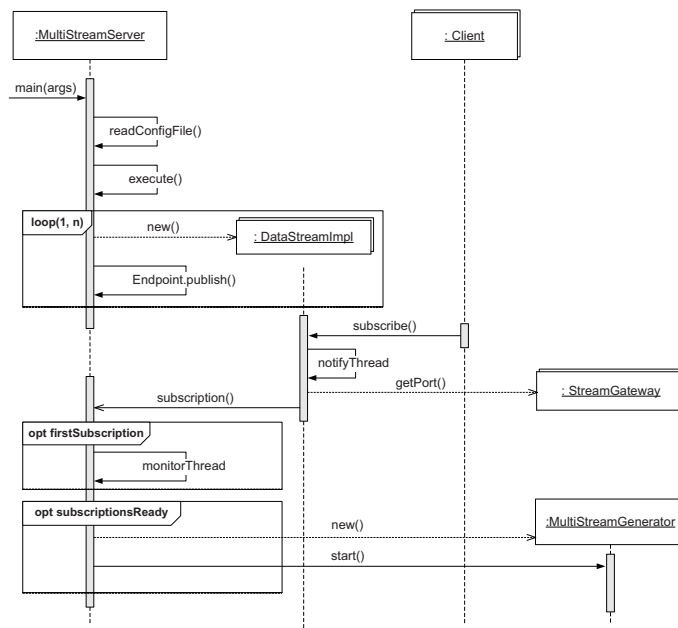 :MultiStreamServer
: Client
main(args)
readConfigFile()
execute()
loop(1, n)
new()
: DataStreamImpl
Endpoint.publish()
subscribe()
notifyThread
getPort()
: StreamGateway
subscription()
opt firstSubscription
monitorThread
opt subscriptionsReady
new()
:MultiStreamGenerator
start()